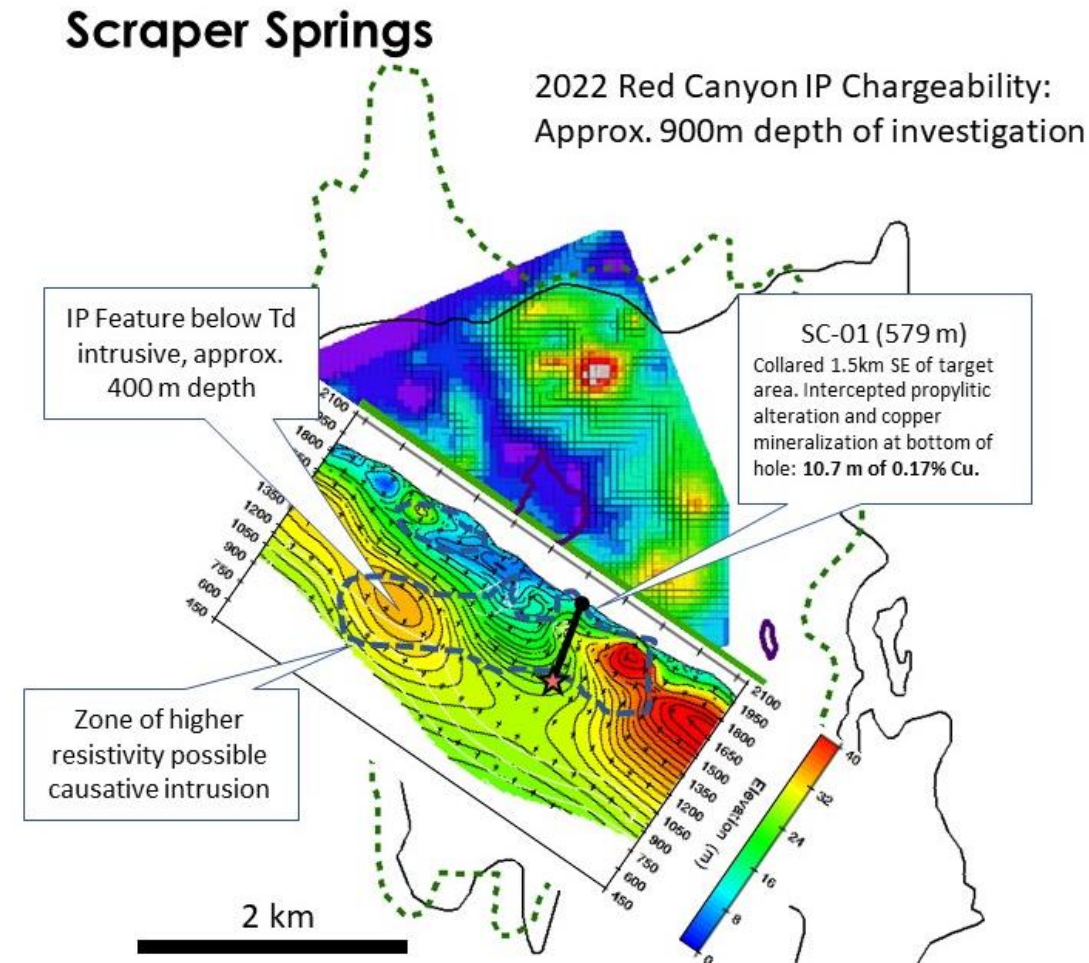 Scraper Springs
2022 Red Canyon IP Chargeability:
Approx. 900m depth of investigation
IP Feature below Td
intrusive, approx.
400 m depth
SC-01 (579 m)
Collared 1.5km SE of target
area. Intercepted propylitic
alteration and copper
mineralization at bottom of
hole: 10.7 m of 0.17% Cu.
2100
1800
1350
1200
1050
900
750
600
450
Zone of higher
resistivity possible
causative intrusion
2100
1950
1800
1650
1500
1350
1200
1050
900
750
600
450
Elevation (m)
40
32
24
16
8
0
2 km